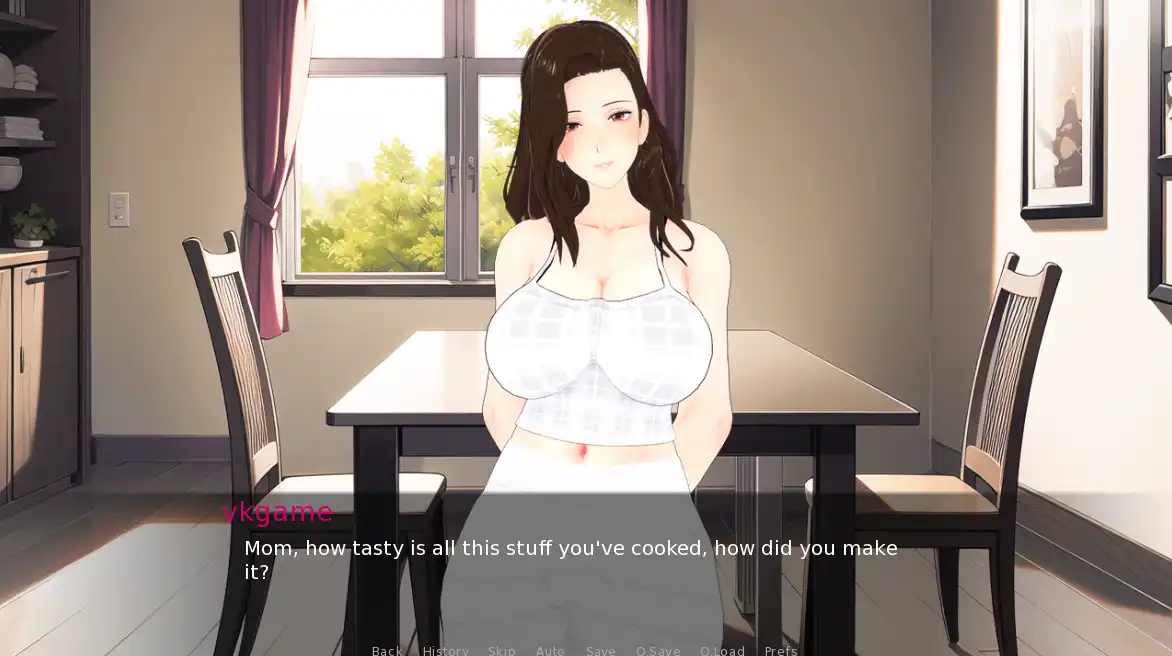 vkgame
Mom, how tasty is all this stuff you've cooked, how did you make
it?
Back History Skip Auto Save Q.Save Q.Load Prefs